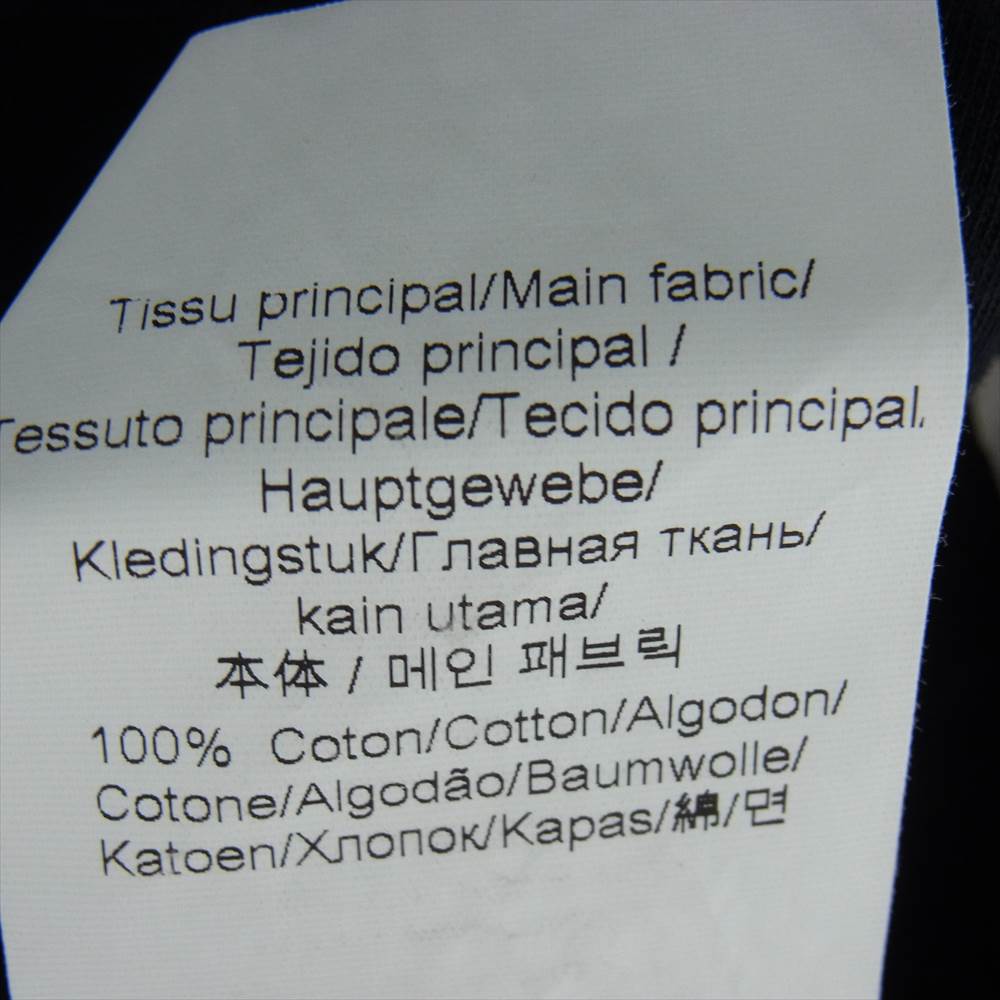 Tissu principal/Main fabric/
Tejido principal /
Tessuto principale/Tecido principal/
Hauptgewebe/
Kledingstuk/Главная ткань/
kain utama/
本体 / 메인 패브릭
100% Coton/Cotton/Algodon/
Cotone/Algodão/Baumwolle/
Katoen/Хлопок/Kapas/綿/면